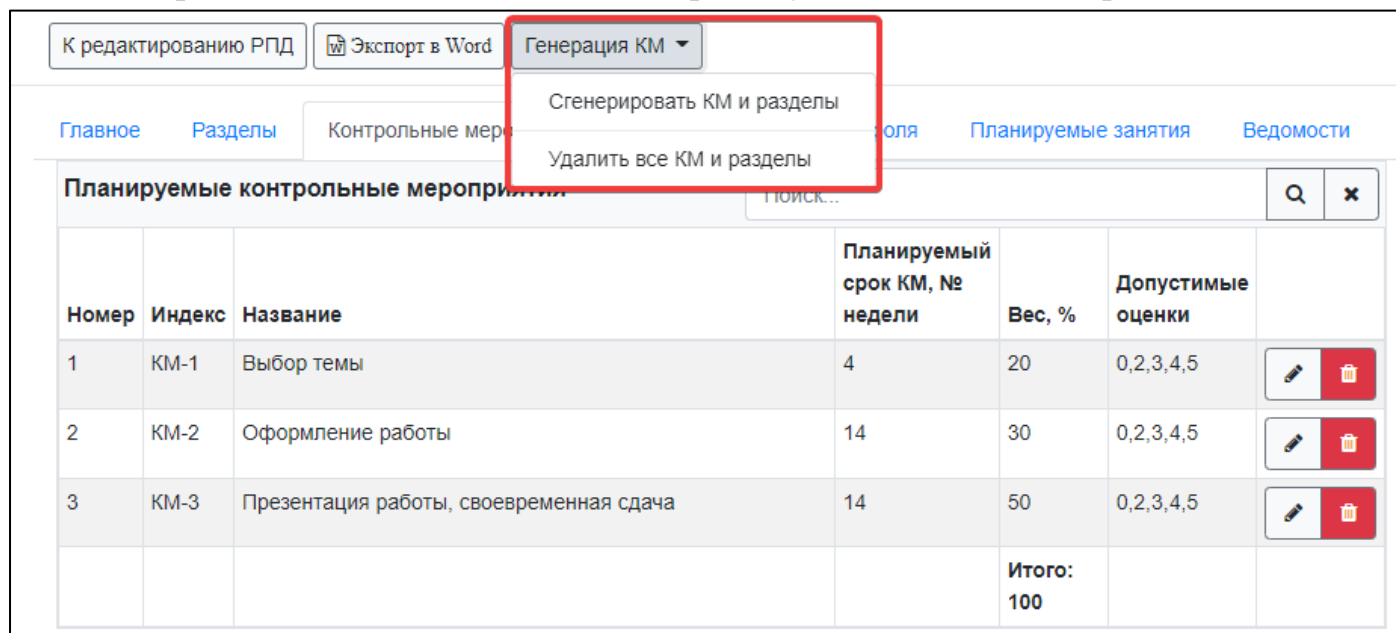 К редактированию РПД Экспорт в Word Генерация КМ
Сгенерировать КМ и разделы
Главное Разделы Контрольные Планируемые занятия Ведомости
Удалить все КМ и разделы
Планируемые контрольные мероприятия
Поиск...
Номер Индекс Название Планируемый срок КМ, № недели Вес, % Допустимые оценки
1 КМ-1 Выбор темы 4 20 0,2,3,4,5
2 КМ-2 Оформление работы 14 30 0,2,3,4,5
3 КМ-3 Презентация работы, своевременная сдача 14 50 0,2,3,4,5
Итого: 100